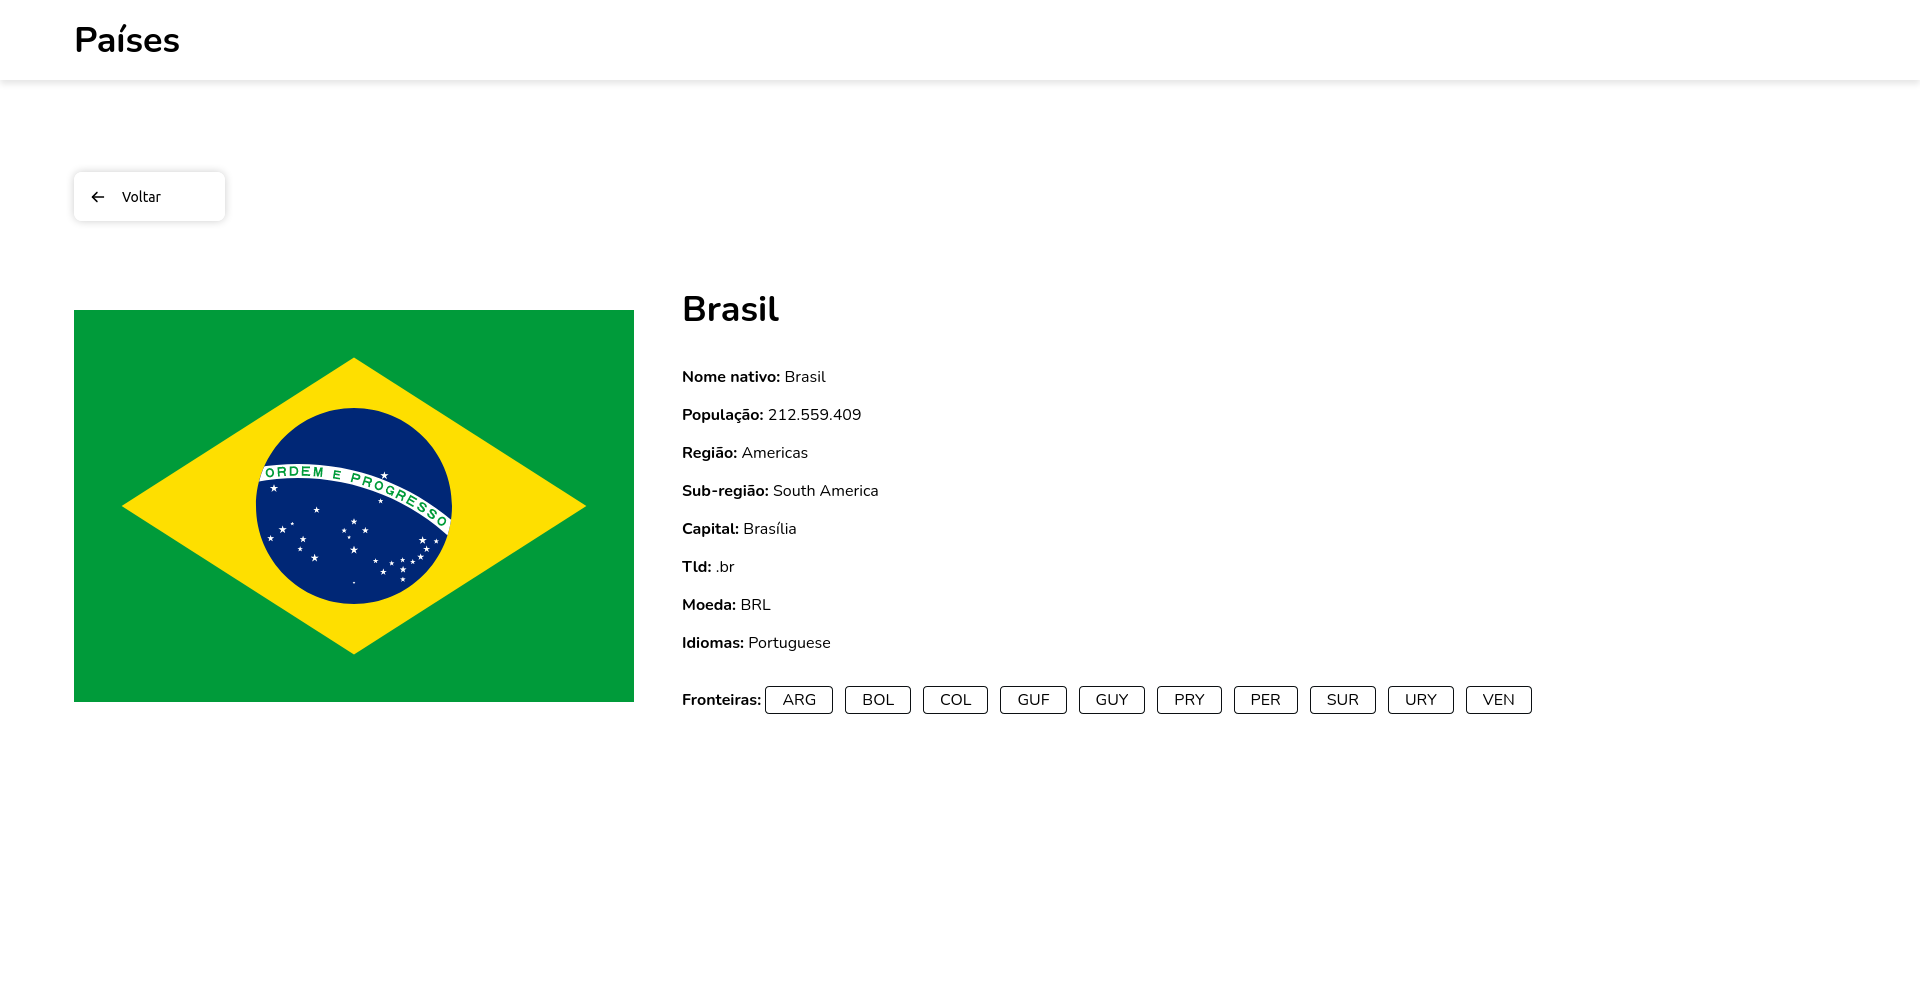 Países
Voltar
ORDEM E PROGRESSO
Brasil
Nome nativo: Brasil
População: 212.559.409
Região: Americas
Sub-região: South America
Capital: Brasília
Tld: .br
Moeda: BRL
Idiomas: Portuguese
Fronteiras: ARG BOL COL GUF GUY PRY PER SUR URY VEN